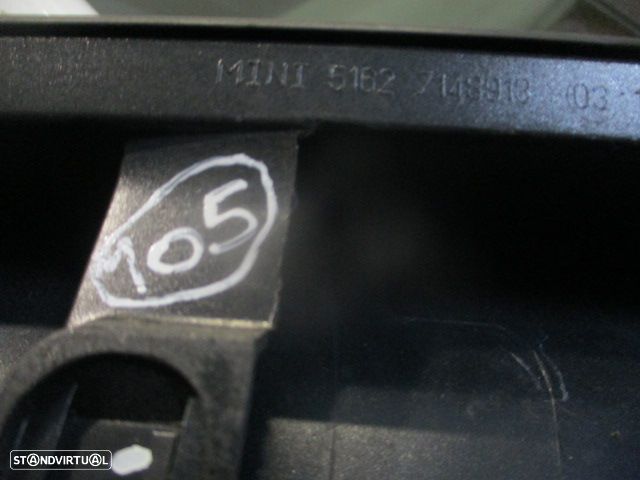 MINI 5162 7148918 (03
105
STANDVIRTUAL